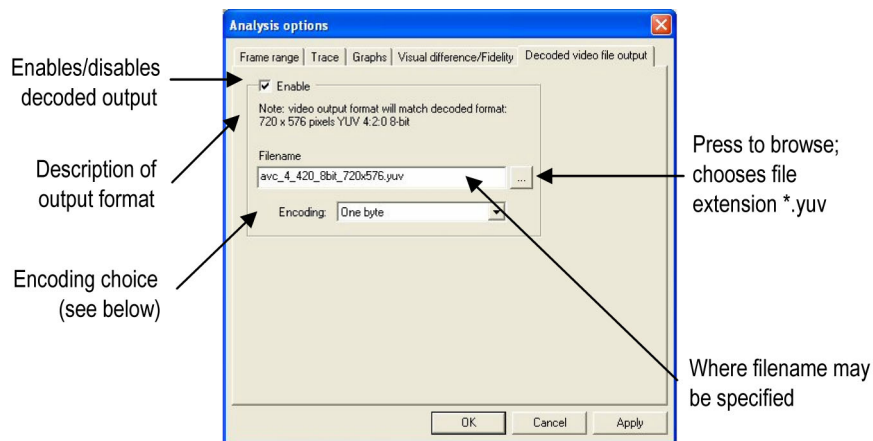 Analysis options
Frame range
Trace
Graphs
Visual difference/Fidelity
Decoded video file output
Enables/disables
decoded output
Enable
Note: video output format will match decoded format:
720 x 576 pixels YUV 4:2:0 8-bit
Description of
output format
Filename
avc_4_420_8bit_720x576.yuv
...
Press to browse;
chooses file
extension *.yuv
Encoding:
One byte
Encoding choice
(see below)
Where filename may
be specified
OK
Cancel
Apply